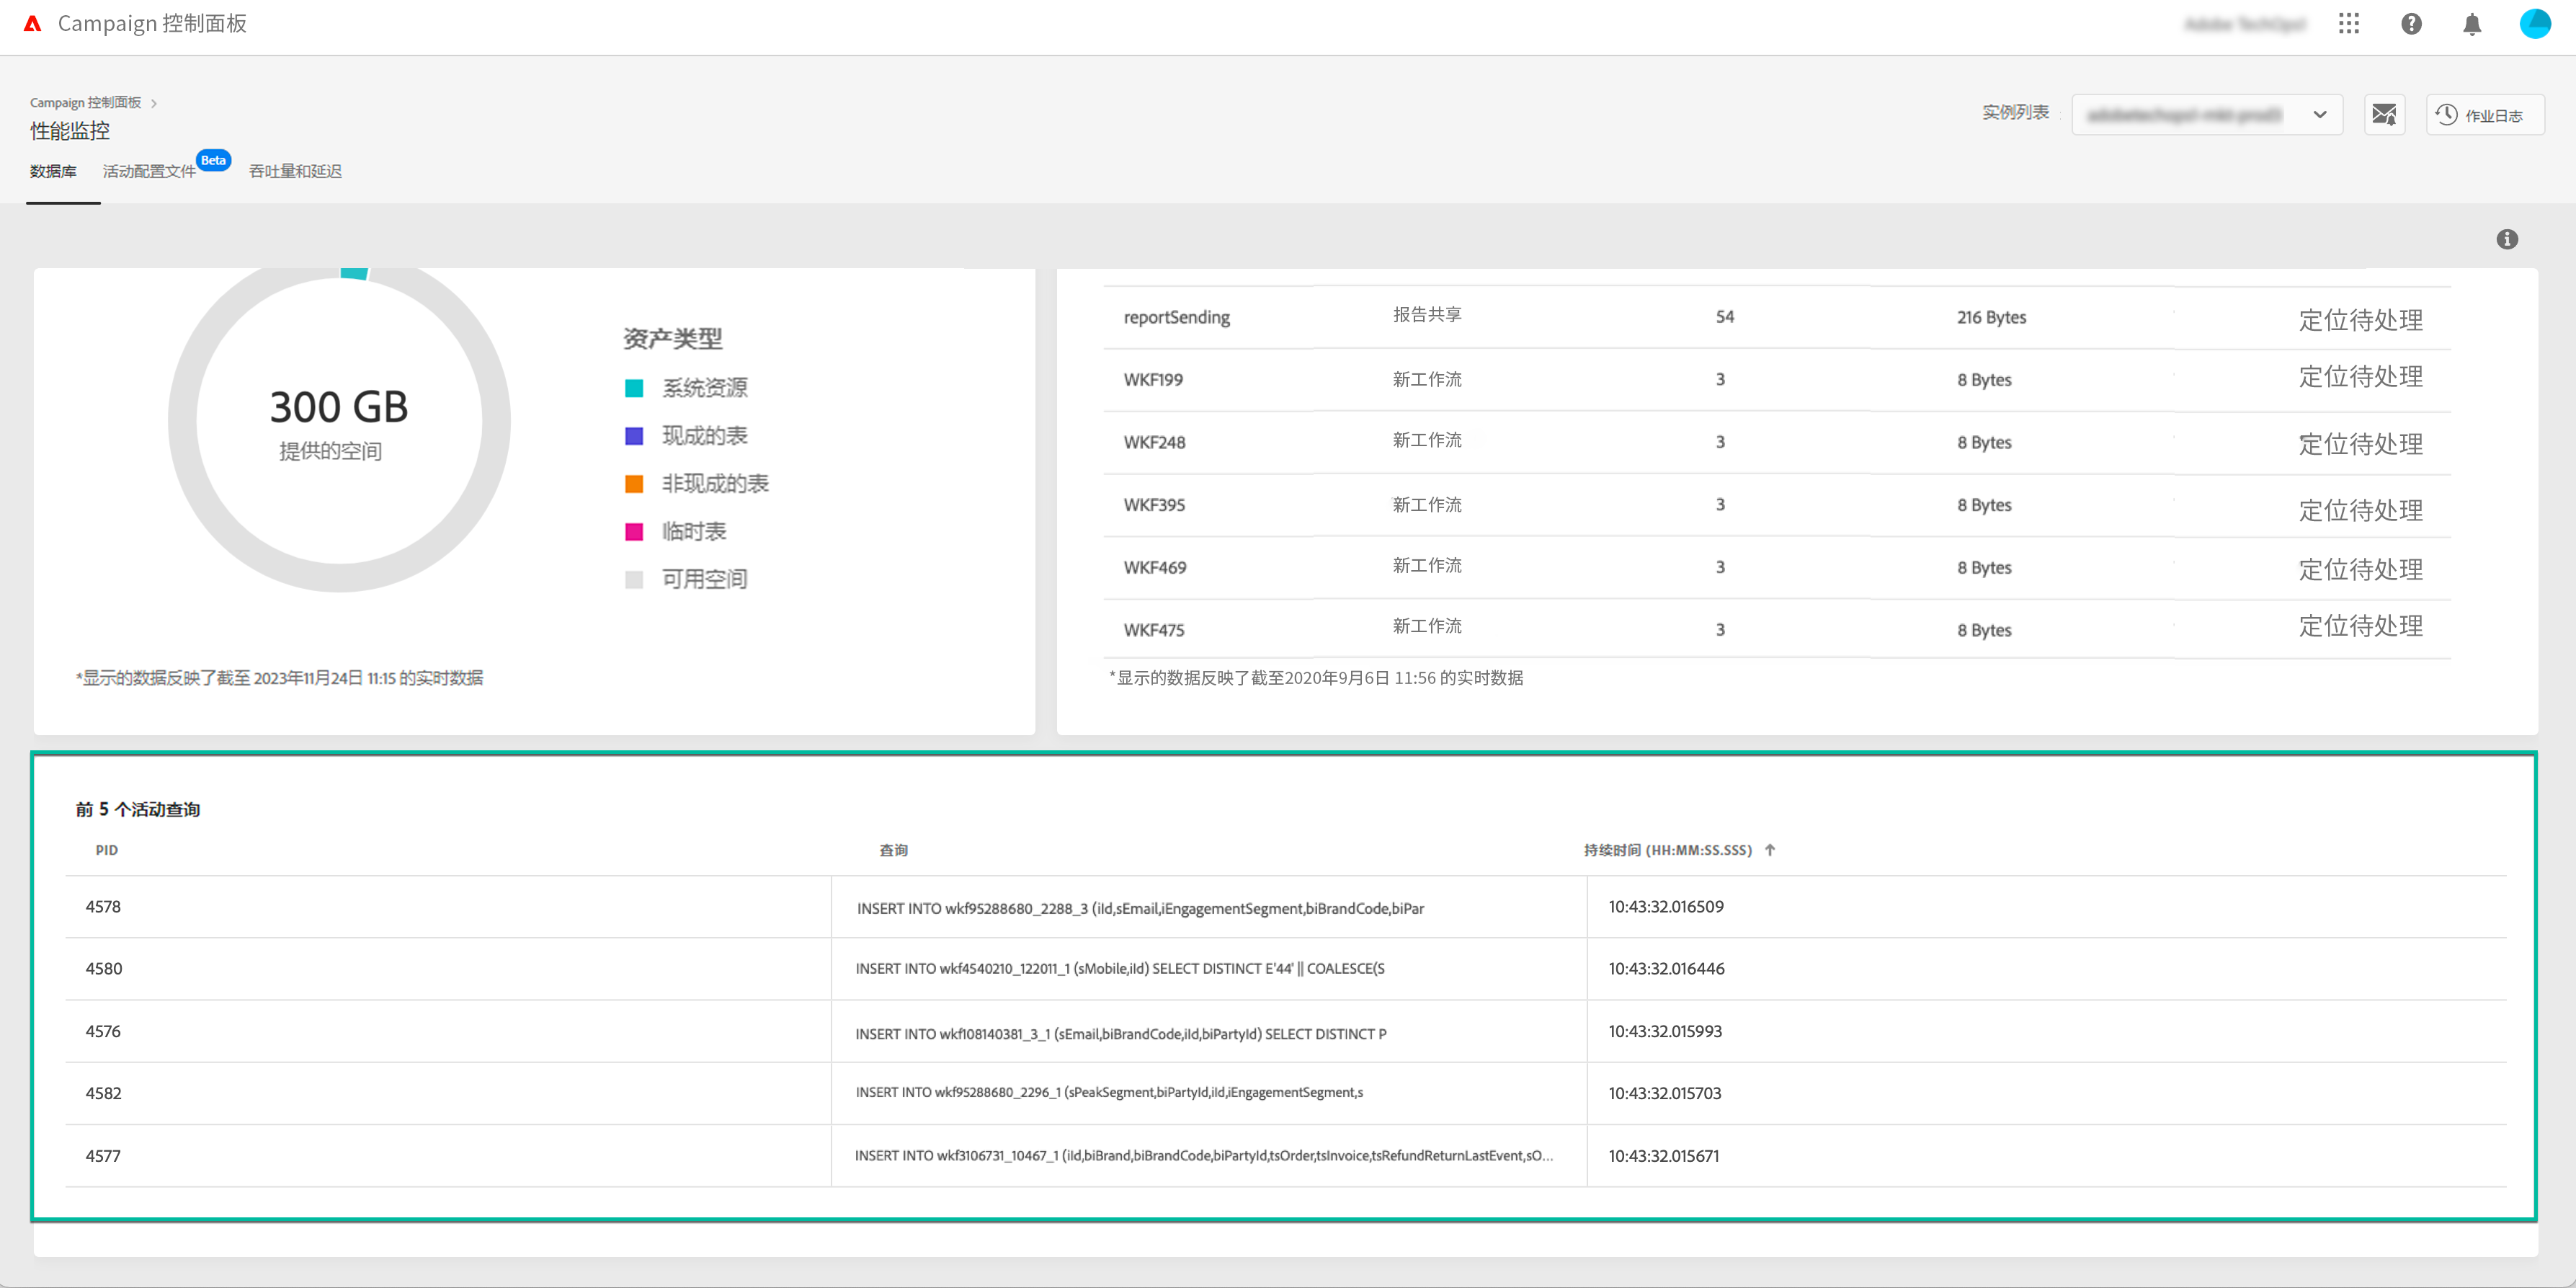 Campaign 控制面板
Campaign 控制面板
性能监控
实例列表
作业日志
数据库 活动配置文件 Beta 吞吐量和延迟
300 GB
提供的空间
资产类型
系统资源
现成的表
非现成的表
临时表
可用空间
*显示的数据反映了截至 2023年11月24日 11:15 的实时数据
reportSending 报告共享 54 216 Bytes 定位待处理
WKF199 新工作流 3 8 Bytes 定位待处理
WKF248 新工作流 3 8 Bytes 定位待处理
WKF395 新工作流 3 8 Bytes 定位待处理
WKF469 新工作流 3 8 Bytes 定位待处理
WKF475 新工作流 3 8 Bytes 定位待处理
*显示的数据反映了截至2020年9月6日 11:56 的实时数据
前 5 个活动查询
PID 查询 持续时间 (HH:MM:SS.SSS)
4578 INSERT INTO wkf95288680_2288_3 (iId,sEmail,iEngagementSegment,biBrandCode,biPar 10:43:32.016509
4580 INSERT INTO wkf4540210_122011_1 (sMobile,iId) SELECT DISTINCT E'44' || COALESCE(S 10:43:32.016446
4576 INSERT INTO wkf108140381_3_1 (sEmail,biBrandCode,iId,biPartyId) SELECT DISTINCT P 10:43:32.015993
4582 INSERT INTO wkf95288680_2296_1 (sPeakSegment,biPartyId,iId,iEngagementSegment,s 10:43:32.015703
4577 INSERT INTO wkf3106731_10467_1 (iId,biBrand,biBrandCode,biPartyId,tsOrder,tsInvoice,tsRefundReturnLastEvent,sO... 10:43:32.015671